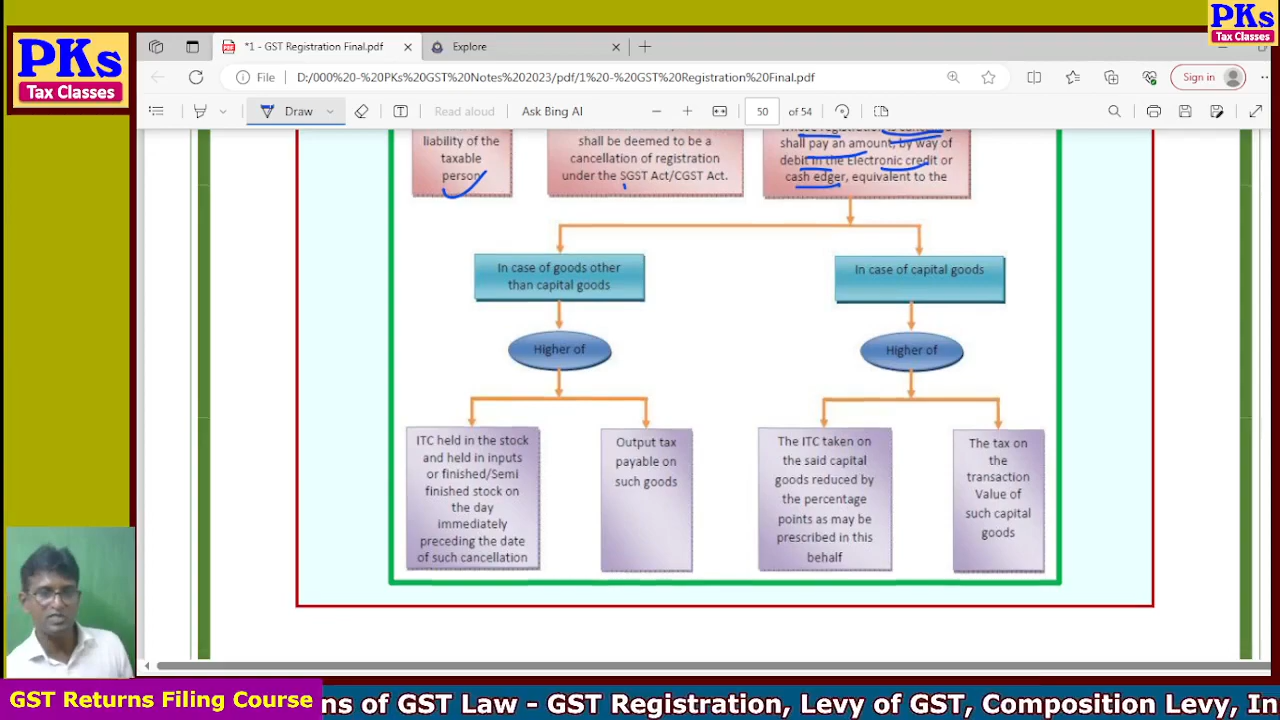 PKs
Tax Classes
PKs
Tax Classes
*1 - GST Registration Final.pdf
Explore
File
D:/000%20-%20PKs%20GST%20Notes%202023/pdf/1%20-%20GST%20Registration%20Final.pdf
Sign in
Draw
Read aloud
Ask Bing AI
50
of 54
liability of the
taxable
person
shall be deemed to be a
cancellation of registration
under the SGST Act/CGST Act.
whose registration is
shall pay an amount, by way of
debit in the Electronic credit or
cash edger, equivalent to the
In case of goods other
than capital goods
In case of capital goods
Higher of
Higher of
ITC held in the stock
and held in inputs
or finished/Semi
finished stock on
the day
immediately
preceding the date
of such cancellation
Output tax
payable on
such goods
The ITC taken on
the said capital
goods reduced by
the percentage
points as may be
prescribed in this
behalf
The tax on
the
transaction
Value of
such capital
goods
GST Returns Filing Course
ns of GST Law - GST Registration, Levy of GST, Composition Levy, In